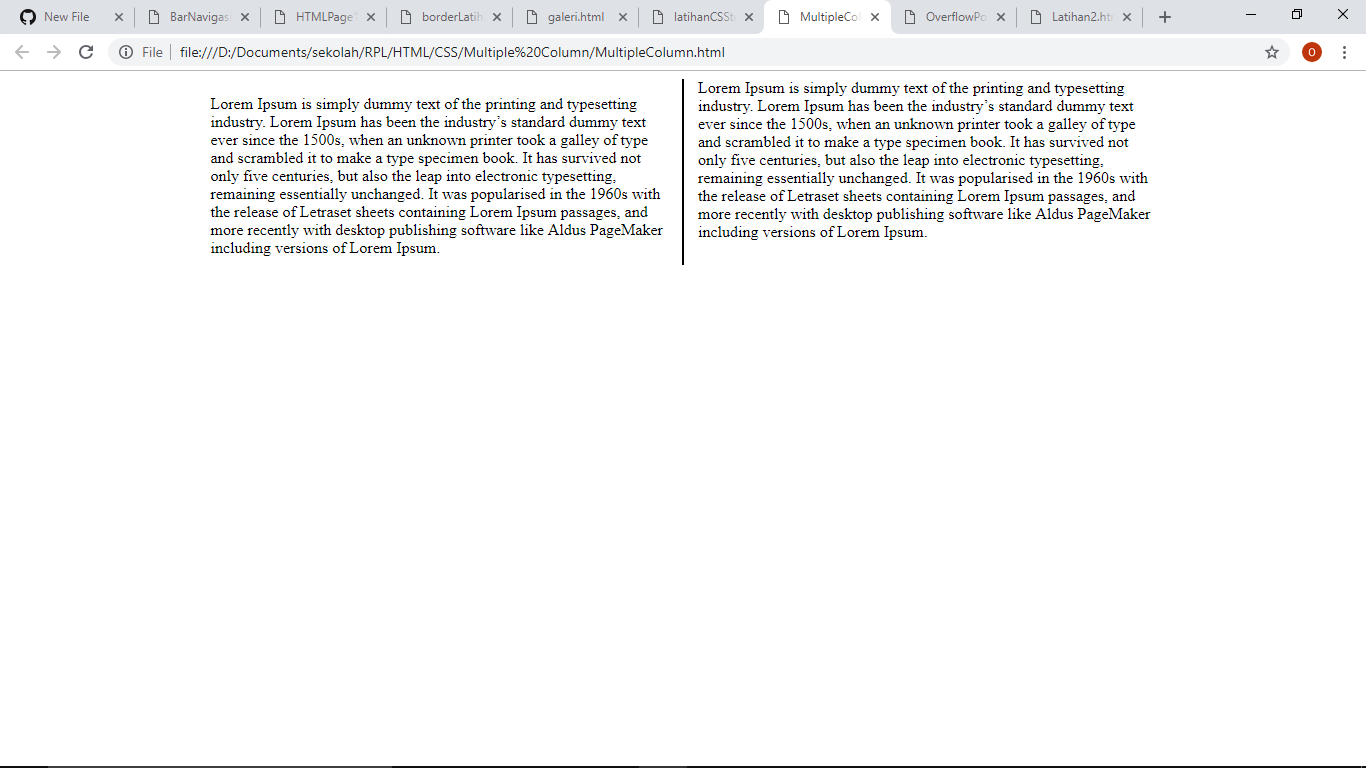 New File
BarNavigas
HTMLPage
borderLatih
galeri.html
latihanCSSt
MultipleCo
OverflowPo
Latihan2.ht
File
file:///D:/Documents/sekolah/RPL/HTML/CSS/Multiple%20Column/MultipleColumn.html
O
Lorem Ipsum is simply dummy text of the printing and typesetting
industry. Lorem Ipsum has been the industry’s standard dummy text
ever since the 1500s, when an unknown printer took a galley of type
and scrambled it to make a type specimen book. It has survived not
only five centuries, but also the leap into electronic typesetting,
remaining essentially unchanged. It was popularised in the 1960s with
the release of Letraset sheets containing Lorem Ipsum passages, and
more recently with desktop publishing software like Aldus PageMaker
including versions of Lorem Ipsum.
Lorem Ipsum is simply dummy text of the printing and typesetting
industry. Lorem Ipsum has been the industry’s standard dummy text
ever since the 1500s, when an unknown printer took a galley of type
and scrambled it to make a type specimen book. It has survived not
only five centuries, but also the leap into electronic typesetting,
remaining essentially unchanged. It was popularised in the 1960s with
the release of Letraset sheets containing Lorem Ipsum passages, and
more recently with desktop publishing software like Aldus PageMaker
including versions of Lorem Ipsum.